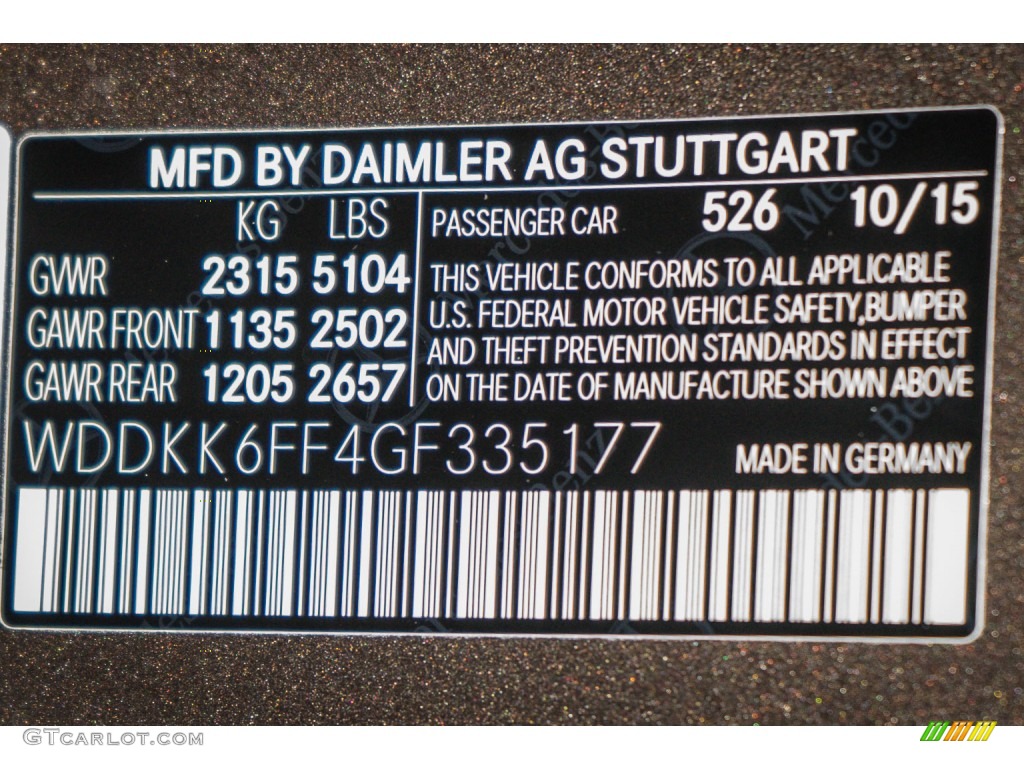 MFD BY DAIMLER AG STUTTGART
KG LBS
GVWR 2315 5104
GAWR FRONT 1135 2502
GAWR REAR 1205 2657
PASSENGER CAR 526 10/15
THIS VEHICLE CONFORMS TO ALL APPLICABLE
U.S. FEDERAL MOTOR VEHICLE SAFETY, BUMPER
AND THEFT PREVENTION STANDARDS IN EFFECT
ON THE DATE OF MANUFACTURE SHOWN ABOVE
WDDKK6FF4GF335177
MADE IN GERMANY
GTcarlot.com